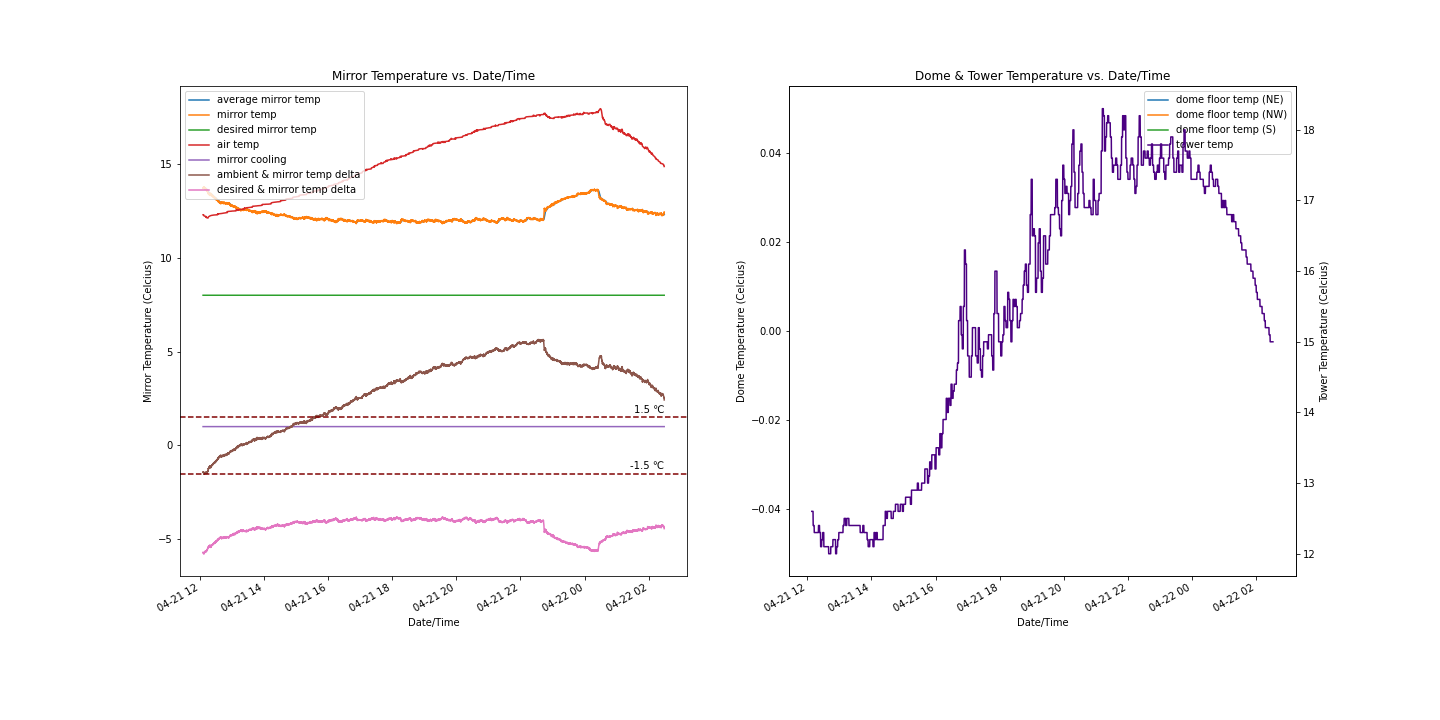 Mirror Temperature vs. Date/Time
average mirror temp
mirror temp
desired mirror temp
air temp
mirror cooling
ambient & mirror temp delta
desired & mirror temp delta
15
10
5
0
−5
Mirror Temperature (Celcius)
1.5 °C
-1.5 °C
04-21 12
04-21 14
04-21 16
04-21 18
04-21 20
04-21 22
04-22 00
04-22 02
Date/Time
Dome & Tower Temperature vs. Date/Time
dome floor temp (NE)
dome floor temp (NW)
dome floor temp (S)
tower temp
0.04
0.02
0.00
−0.02
−0.04
Dome Temperature (Celcius)
18
17
16
15
14
13
12
Tower Temperature (Celcius)
04-21 12
04-21 14
04-21 16
04-21 18
04-21 20
04-21 22
04-22 00
04-22 02
Date/Time